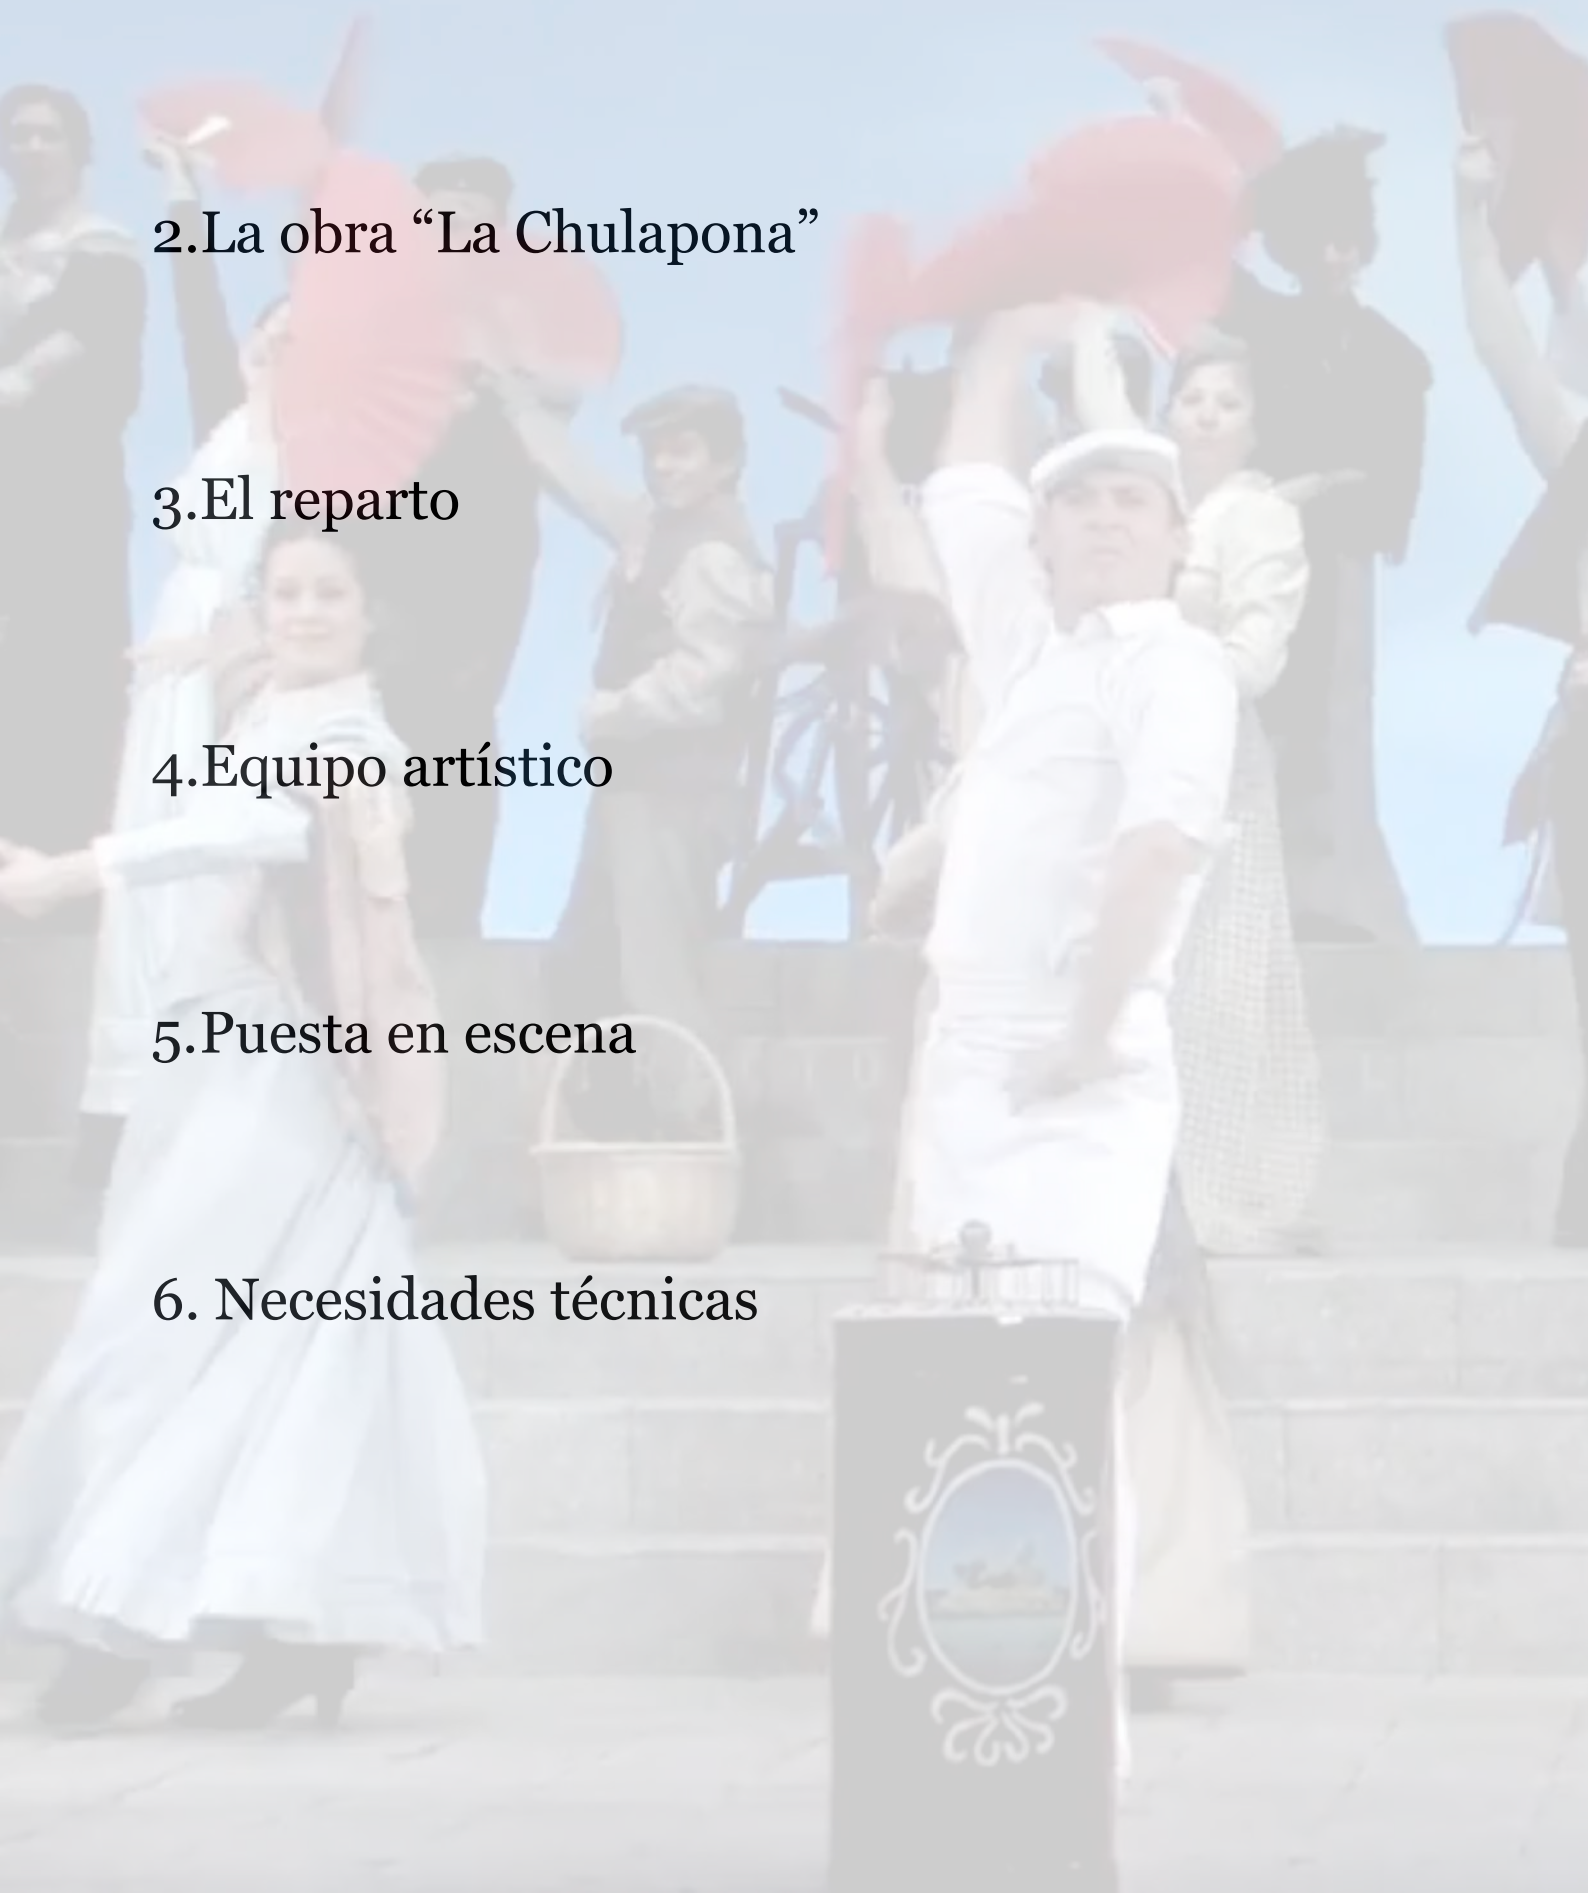 2.La obra “La Chulapona”
3.El reparto
4.Equipo artístico
5.Puesta en escena
6. Necesidades técnicas